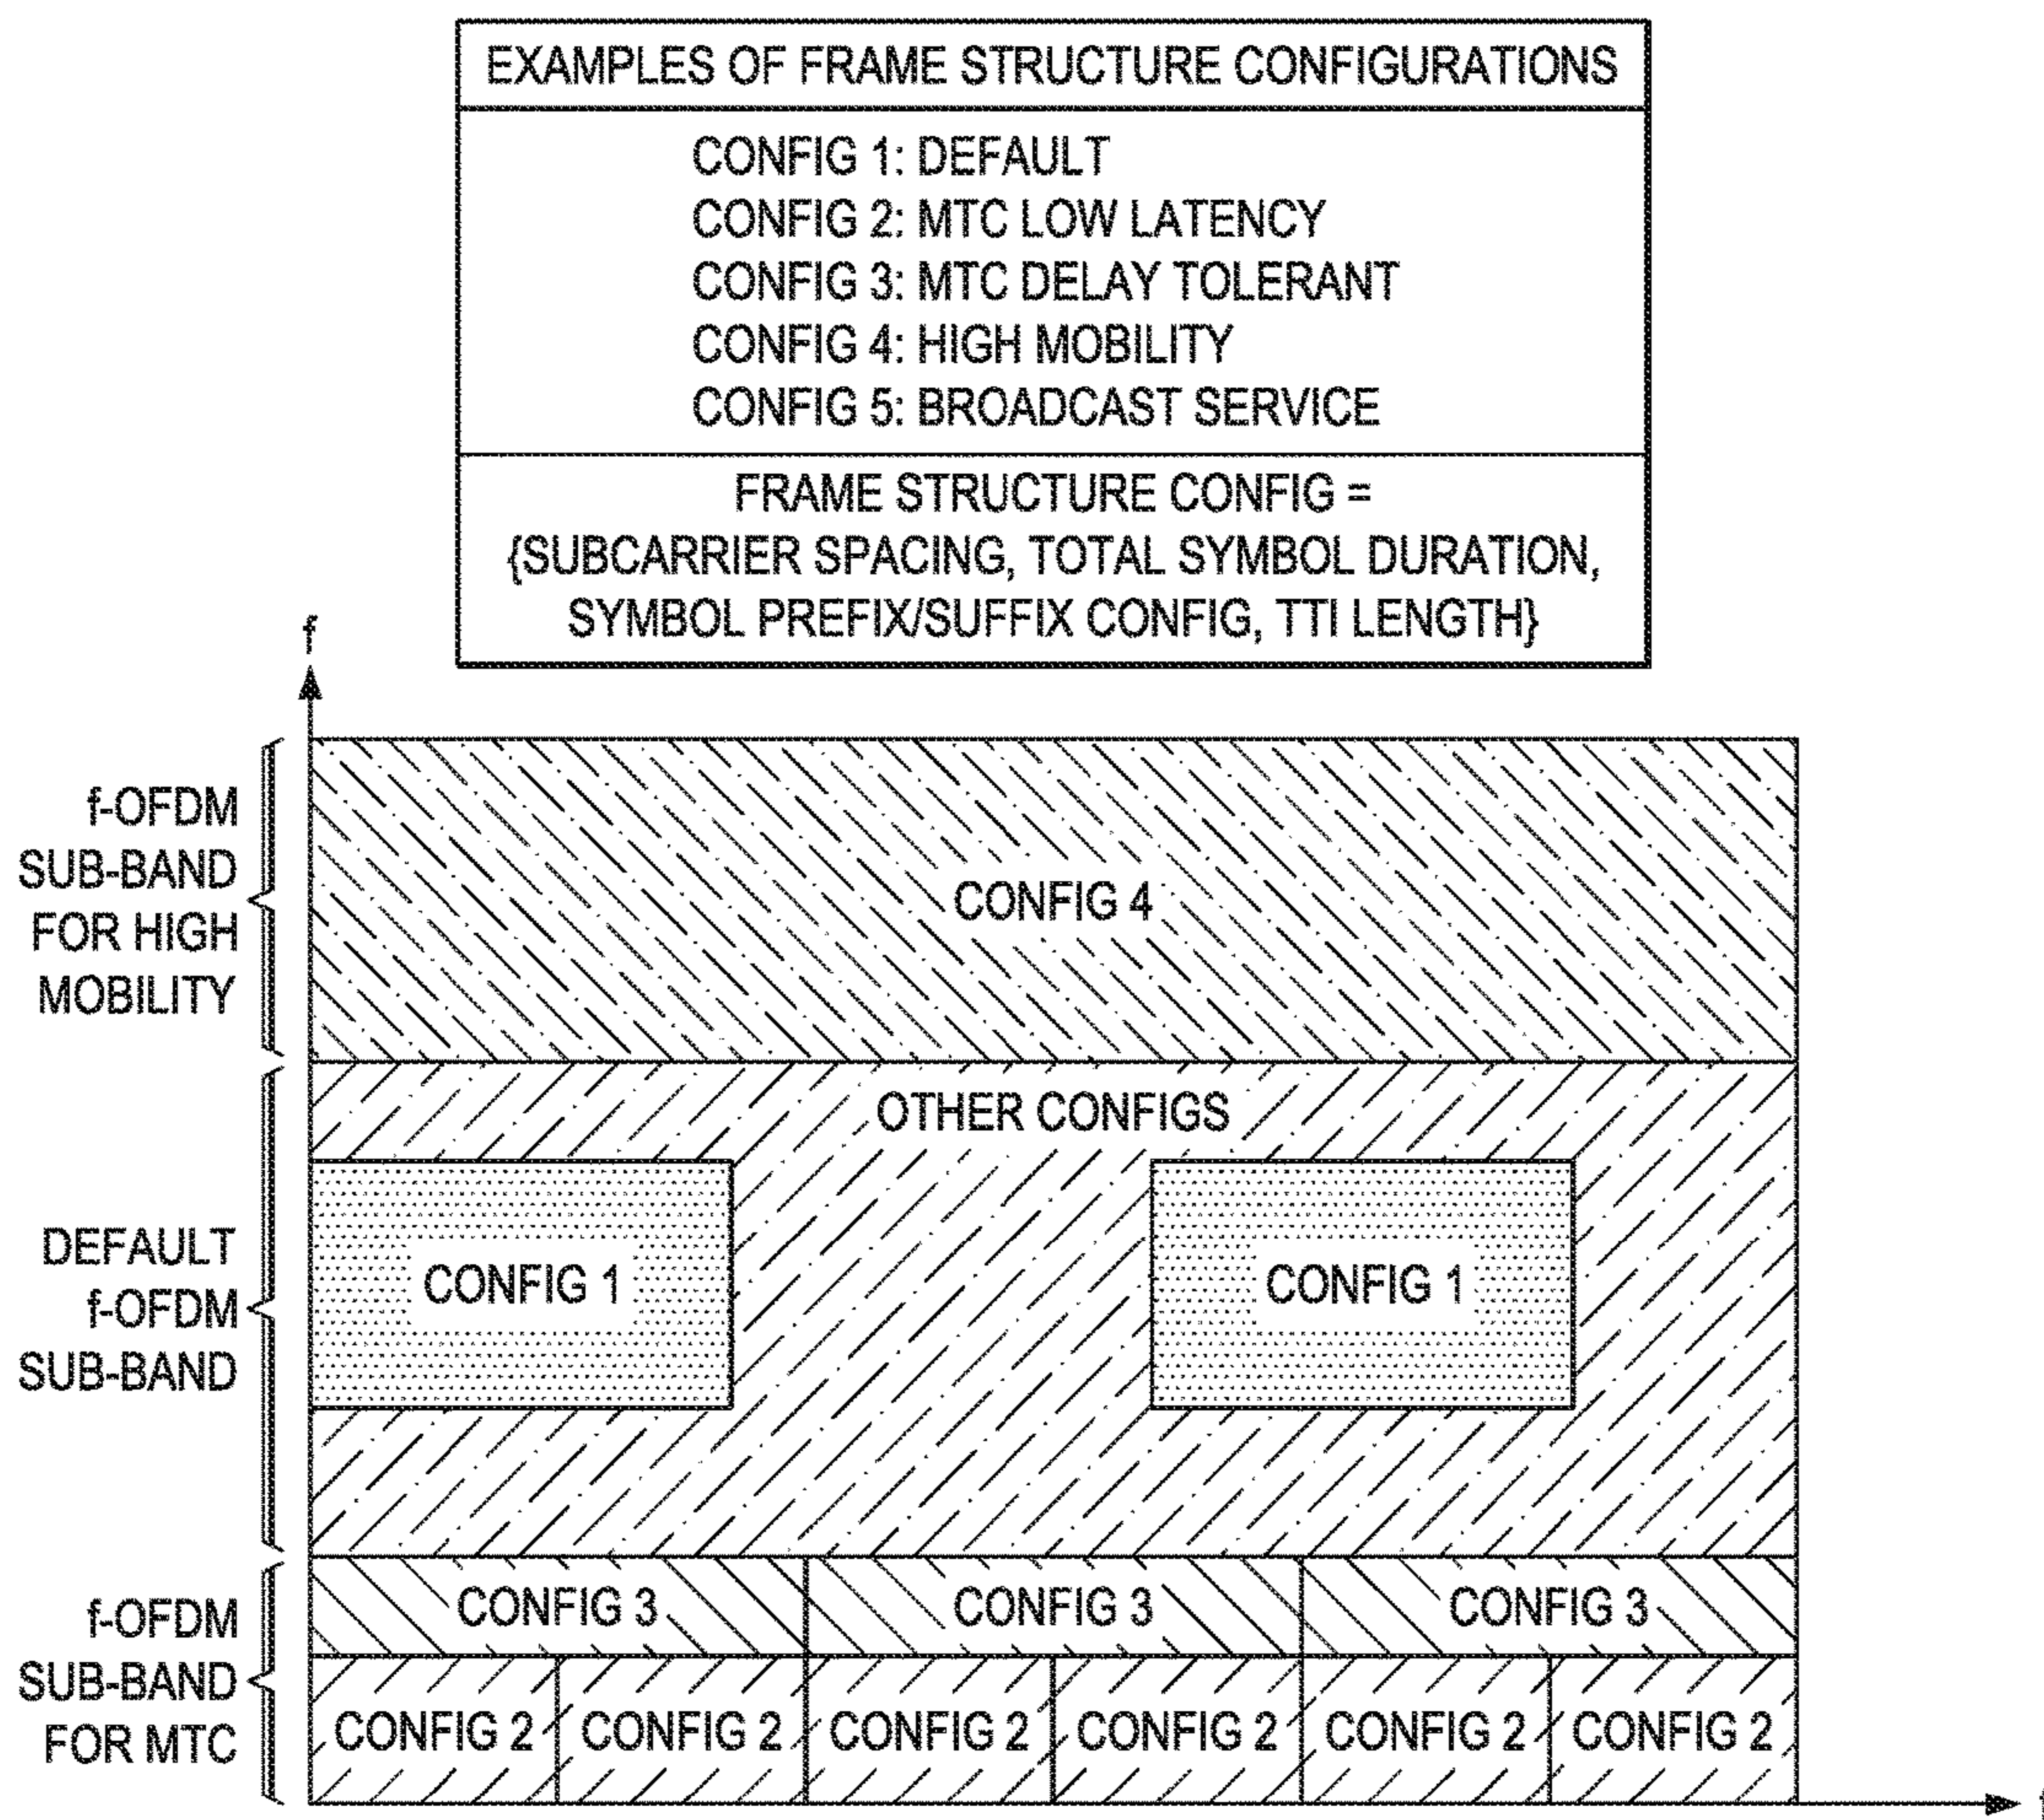 EXAMPLES OF FRAME STRUCTURE CONFIGURATIONS
CONFIG 1: DEFAULT
CONFIG 2: MTC LOW LATENCY
CONFIG 3: MTC DELAY TOLERANT
CONFIG 4: HIGH MOBILITY
CONFIG 5: BROADCAST SERVICE
FRAME STRUCTURE CONFIG =
{SUBCARRIER SPACING, TOTAL SYMBOL DURATION,
SYMBOL PREFIX/SUFFIX CONFIG, TTI LENGTH}
f
f-OFDM
SUB-BAND
FOR HIGH
MOBILITY
CONFIG 4
OTHER CONFIGS
DEFAULT
f-OFDM
SUB-BAND
CONFIG 1
CONFIG 1
f-OFDM
SUB-BAND
FOR MTC
CONFIG 3
CONFIG 3
CONFIG 3
CONFIG 2
CONFIG 2
CONFIG 2
CONFIG 2
CONFIG 2
CONFIG 2